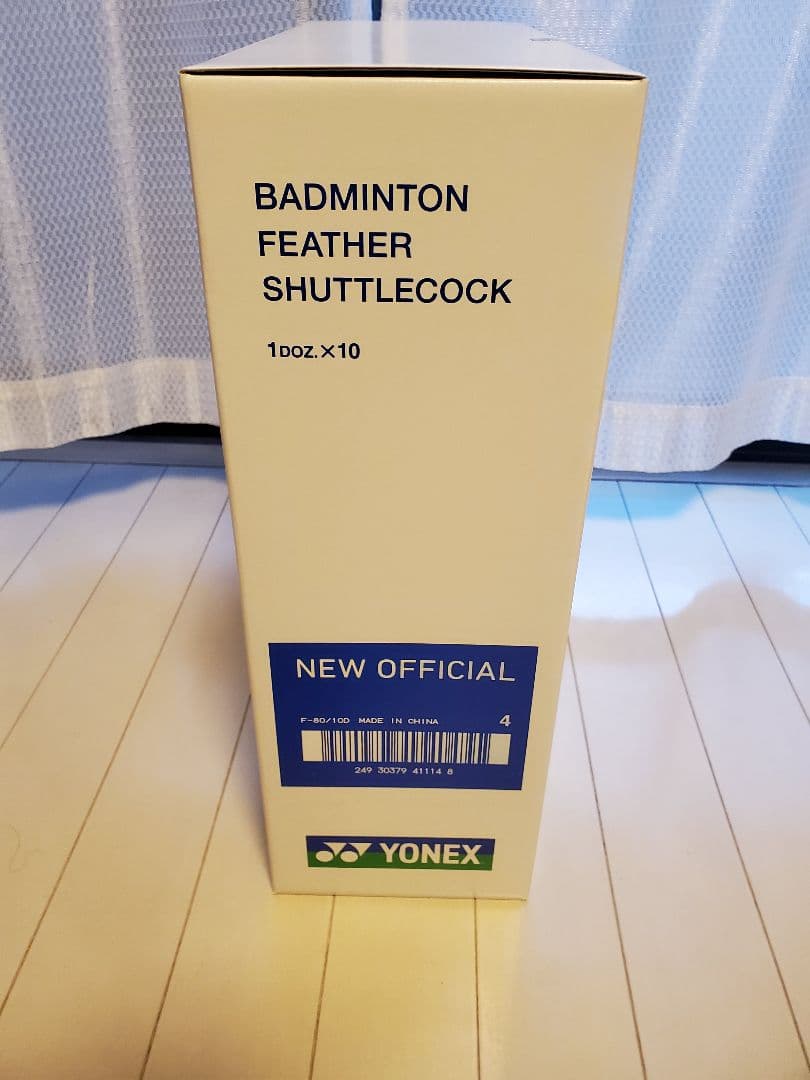 BADMINTON
FEATHER
SHUTTLECOCK
1DOZ.×10
NEW OFFICIAL
F-80/10D MADE IN CHINA 4
249 30379 41114 8
YONEX